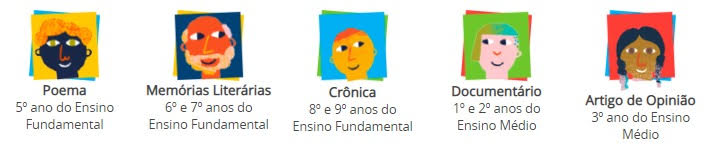 Poema
5º ano do Ensino
Fundamental
Memórias Literárias
6º e 7º anos do
Ensino Fundamental
Crônica
8º e 9º anos do
Ensino Fundamental
Documentário
1º e 2º anos do
Ensino Médio
Artigo de Opinião
3º ano do Ensino
Médio